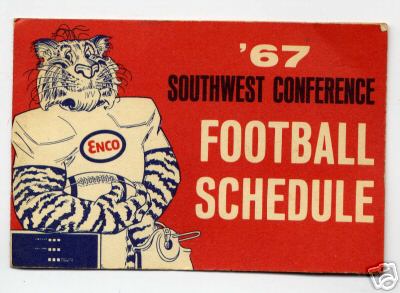 '67
SOUTHWEST CONFERENCE
FOOTBALL
SCHEDULE
ENCO